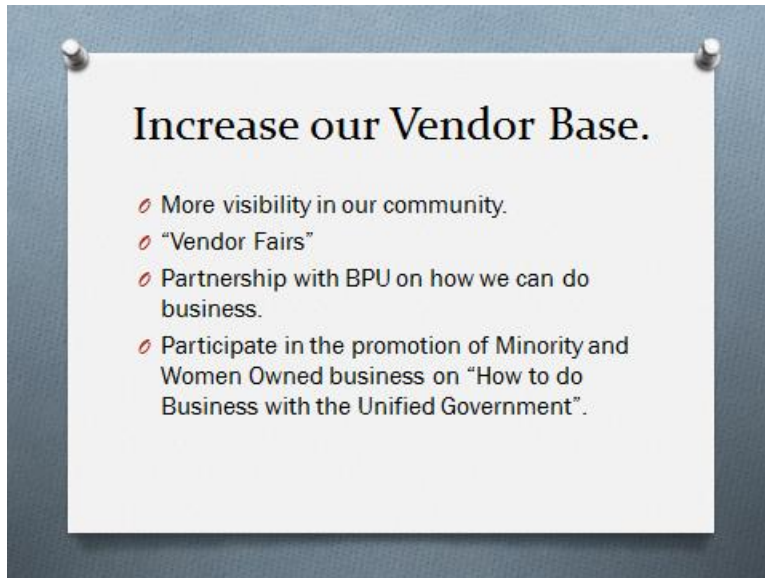 Increase our Vendor Base.
More visibility in our community.
“Vendor Fairs”
Partnership with BPU on how we can do
business.
Participate in the promotion of Minority and
Women Owned business on “How to do
Business with the Unified Government”.